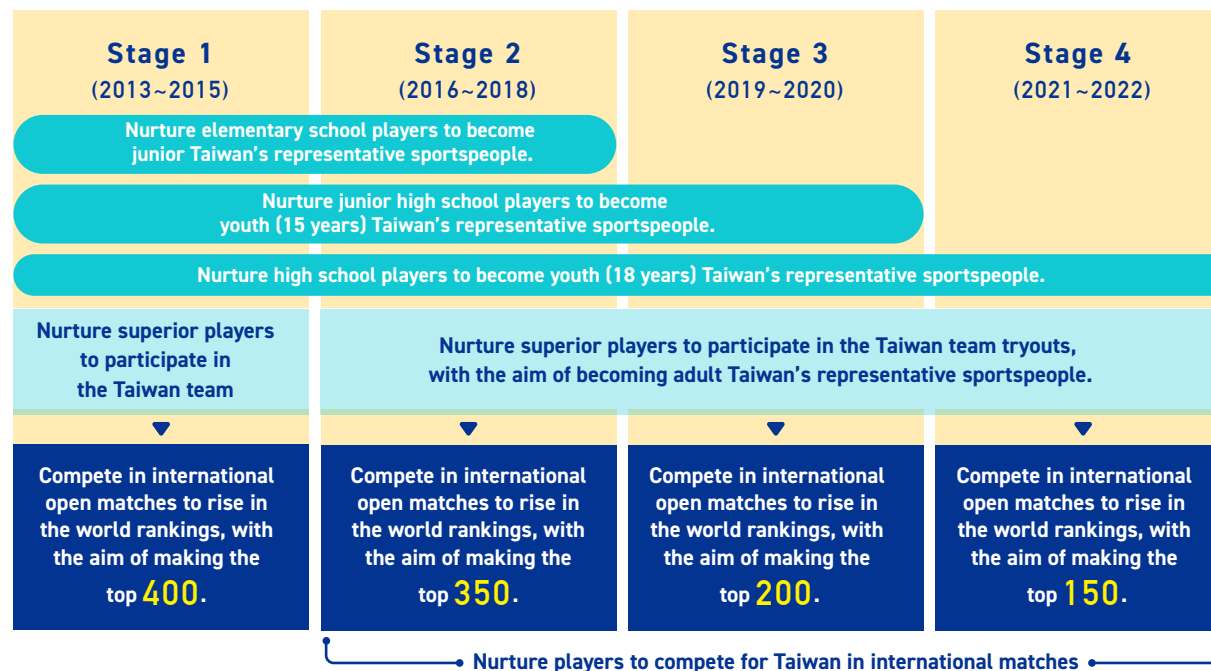 Stage 1
(2013~2015)
Stage 2
(2016~2018)
Stage 3
(2019~2020)
Stage 4
(2021~2022)
Nurture elementary school players to become
junior Taiwan's representative sportspeople.
Nurture junior high school players to become
youth (15 years) Taiwan's representative sportspeople.
Nurture high school players to become youth (18 years) Taiwan's representative sportspeople.
Nurture superior players
to participate in
the Taiwan team
Nurture superior players to participate in the Taiwan team tryouts,
with the aim of becoming adult Taiwan's representative sportspeople.
Compete in international
open matches to rise in
the world rankings, with
the aim of making the
top 400.
Compete in international
open matches to rise in
the world rankings, with
the aim of making the
top 350.
Compete in international
open matches to rise in
the world rankings, with
the aim of making the
top 200.
Compete in international
open matches to rise in
the world rankings, with
the aim of making the
top 150.
Nurture players to compete for Taiwan in international matches